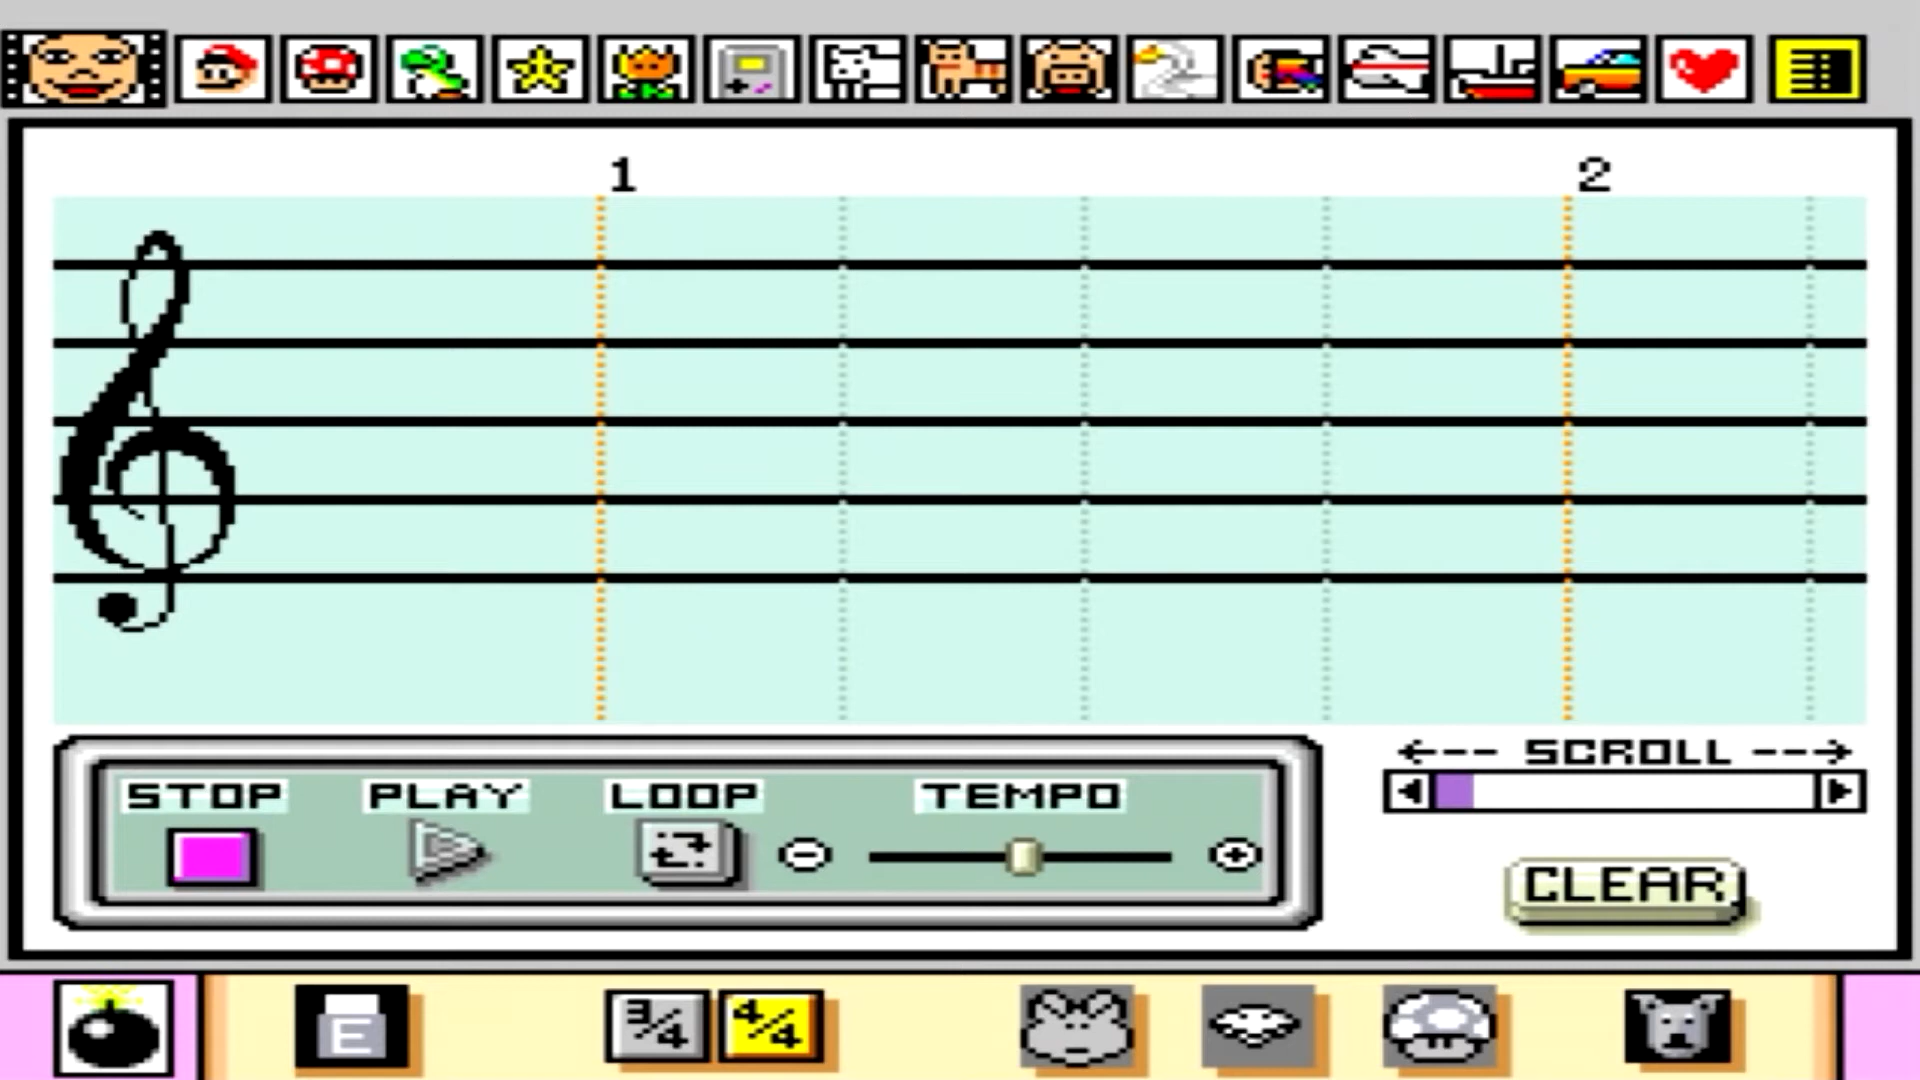 1 2
<--- SCROLL --->
STOP PLAY LOOP TEMPO
CLEAR
E 3/4 4/4